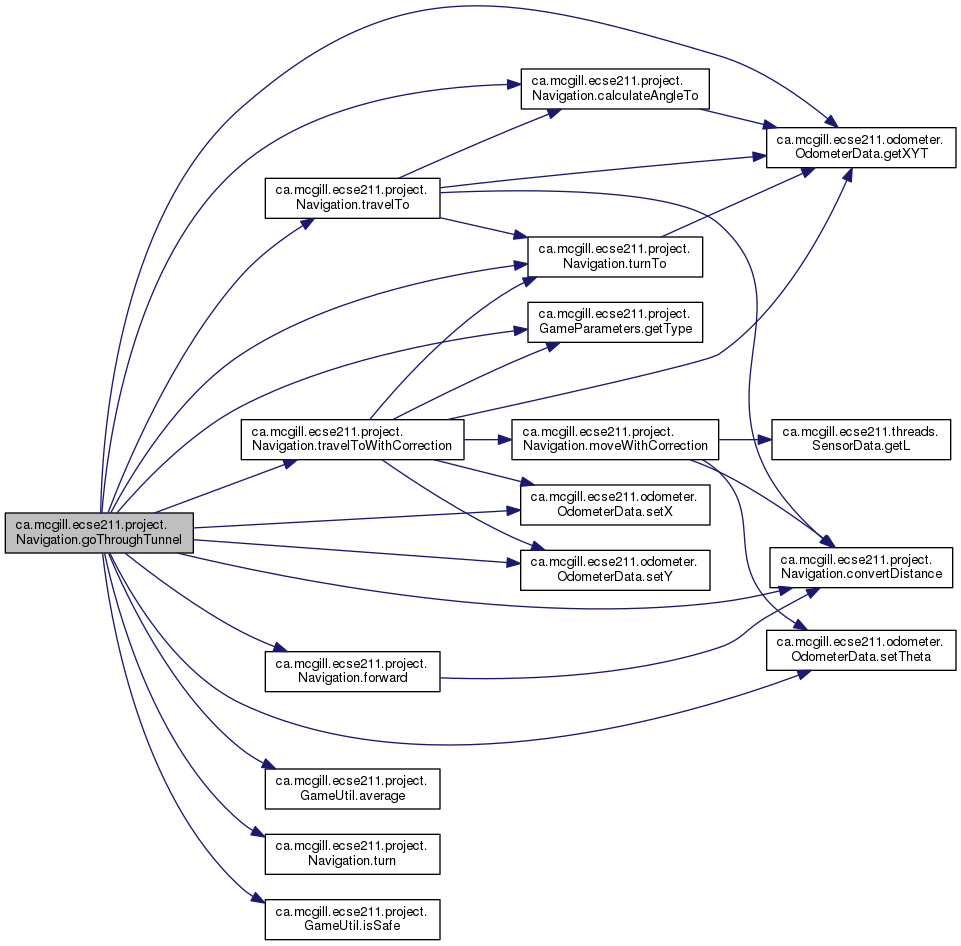 ca.mcgill.ecse211.project.
Navigation.calculateAngleTo
ca.mcgill.ecse211.odometer.
OdometerData.getXYT
ca.mcgill.ecse211.project.
Navigation.travelTo
ca.mcgill.ecse211.project.
Navigation.turnTo
ca.mcgill.ecse211.project.
GameParameters.getType
ca.mcgill.ecse211.project.
Navigation.travelToWithCorrection
ca.mcgill.ecse211.project.
Navigation.moveWithCorrection
ca.mcgill.ecse211.threads.
SensorData.getL
ca.mcgill.ecse211.odometer.
OdometerData.setX
ca.mcgill.ecse211.project.
Navigation.goThroughTunnel
ca.mcgill.ecse211.odometer.
OdometerData.setY
ca.mcgill.ecse211.project.
Navigation.convertDistance
ca.mcgill.ecse211.odometer.
OdometerData.setTheta
ca.mcgill.ecse211.project.
Navigation.forward
ca.mcgill.ecse211.project.
GameUtil.average
ca.mcgill.ecse211.project.
Navigation.turn
ca.mcgill.ecse211.project.
GameUtil.isSafe